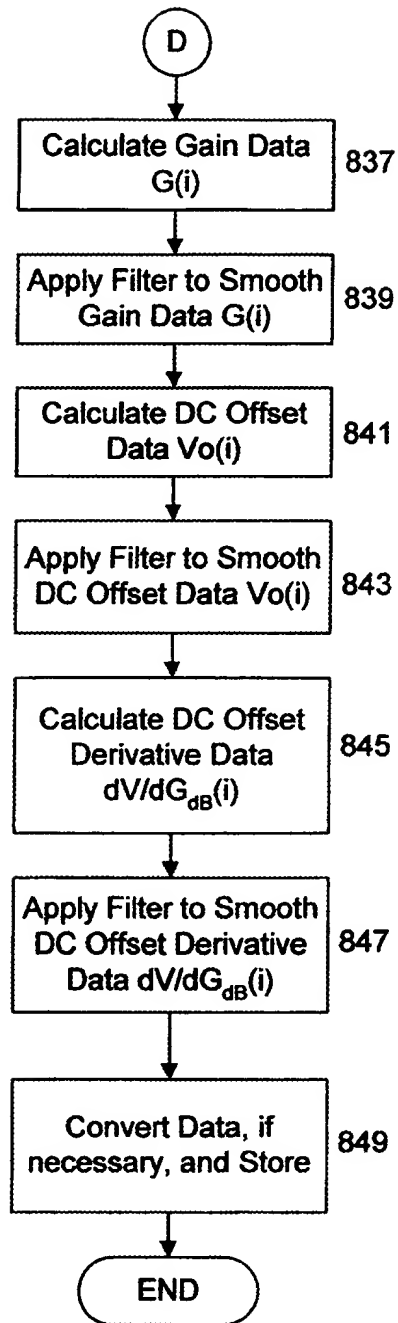 D
Calculate Gain Data
G(i)
837
Apply Filter to Smooth
Gain Data G(i)
839
Calculate DC Offset
Data Vo(i)
841
Apply Filter to Smooth
DC Offset Data Vo(i)
843
Calculate DC Offset
Derivative Data
dV/dG_dB(i)
845
Apply Filter to Smooth
DC Offset Derivative
Data dV/dG_dB(i)
847
Convert Data, if
necessary, and Store
849
END